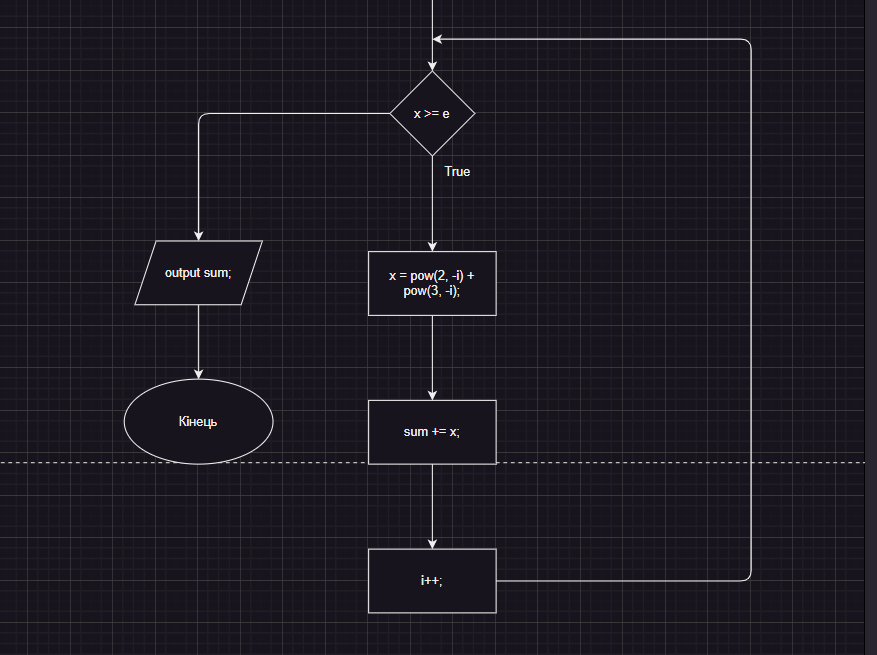 x >= e
True
output sum;
x = pow(2, -i) +
pow(3, -i);
Кінець
sum += x;
i++;